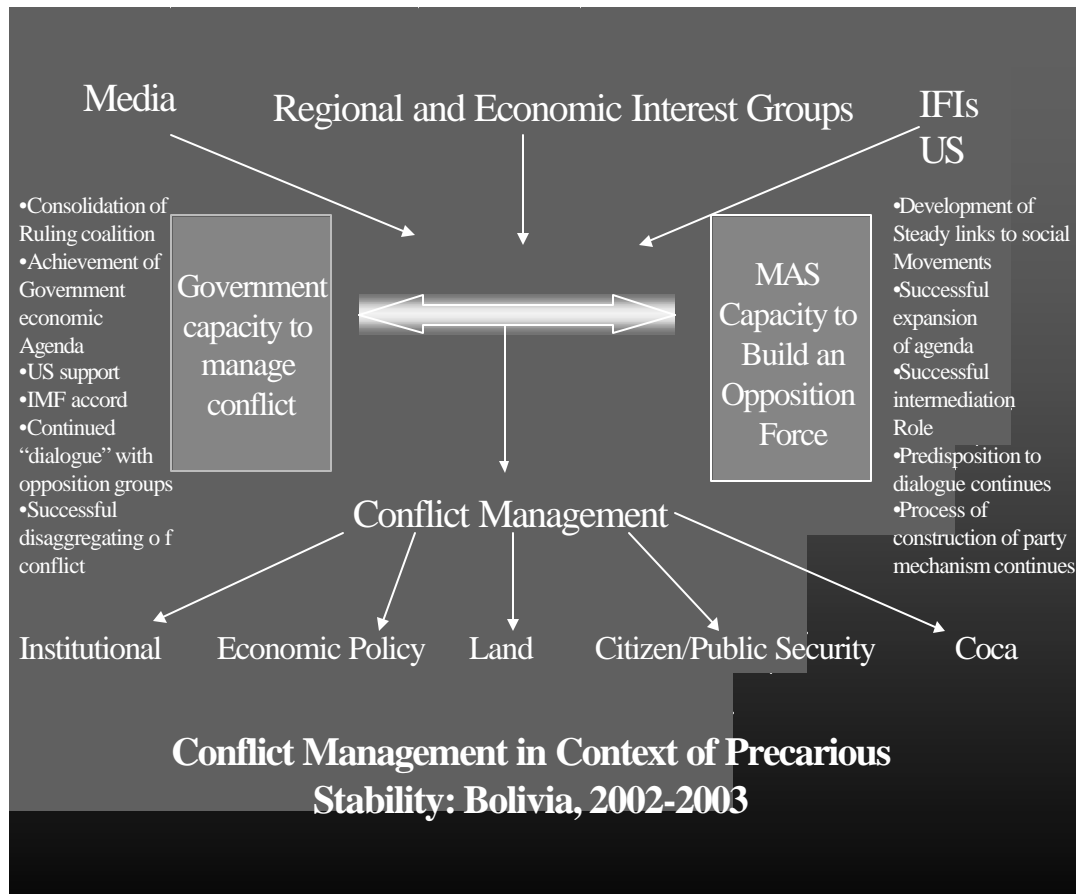 Media
Regional and Economic Interest Groups
IFIs
US
•Consolidation of
Ruling coalition
•Achievement of
Government
economic
Agenda
•US support
•IMF accord
•Continued
“dialogue” with
opposition groups
•Successful
disaggregating o f
conflict
Government
capacity to
manage
conflict
MAS
Capacity to
Build an
Opposition
Force
•Development of
Steady links to social
Movements
•Successful
expansion
of agenda
•Successful
intermediation
Role
•Predisposition to
dialogue continues
•Process of
construction of party
mechanism continues
Conflict Management
Institutional
Economic Policy
Land
Citizen/Public Security
Coca
Conflict Management in Context of Precarious
Stability: Bolivia, 2002-2003